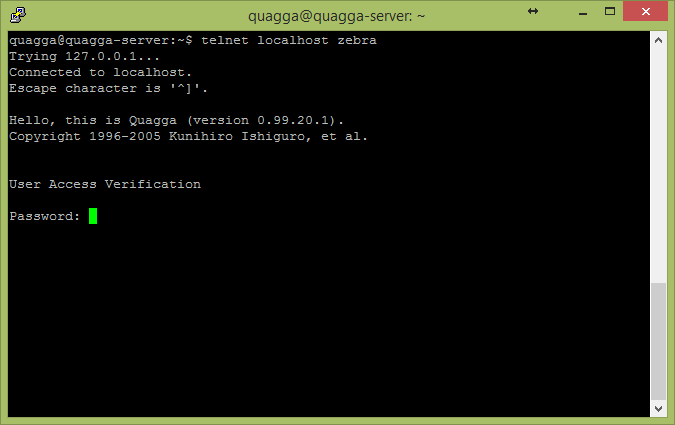 quagga@quagga-server: ~
quagga@quagga-server:~$ telnet localhost zebra
Trying 127.0.0.1...
Connected to localhost.
Escape character is '^]'.
Hello, this is Quagga (version 0.99.20.1).
Copyright 1996-2005 Kunihiro Ishiguro, et al.
User Access Verification
Password: